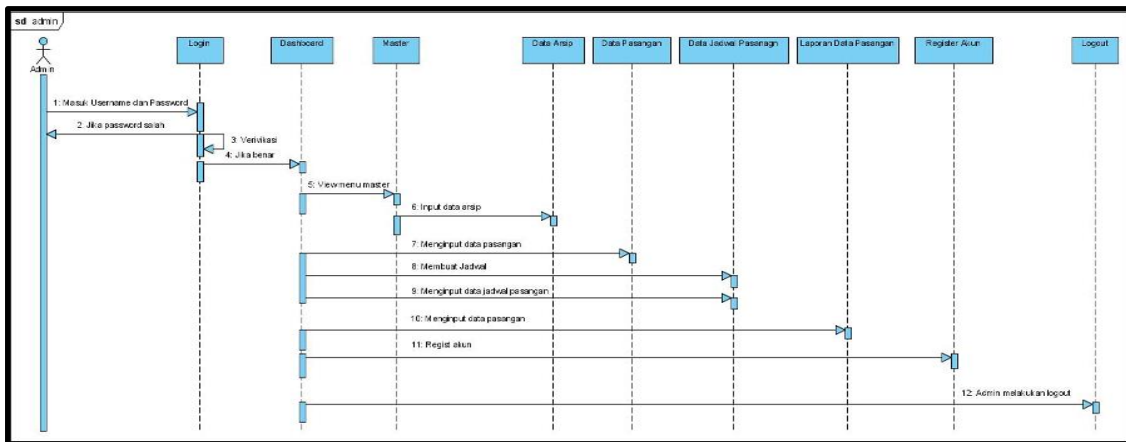 sd admin
Admin
Login
Dashboard
Master
Data Arsip
Data Pasangan
Data Jadwal Pasanagn
Laporan Data Pasangan
Register Akun
Logout
1: Masuk Username dan Password
2: Jika password salah
3: Verivikasi
4: Jika benar
5: View menu master
6: Input data arsip
7: Menginput data pasangan
8: Membuat Jadwal
9: Menginput data jadwal pasangan
10: Menginput data pasangan
11: Regist akun
12: Admin melakukan logout